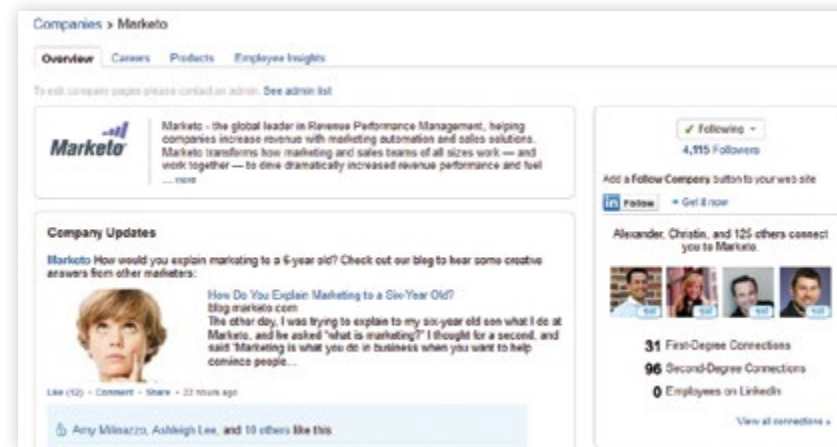 Companies > Marketo
Overview Careers Products Employee Insights
To edit company pages please contact an admin. See admin list
Marketo
Marketo - the global leader in Revenue Performance Management, helping
companies increase revenue with marketing automation and sales solutions.
Marketo transforms how marketing and sales teams of all sizes work — and
work together — to drive dramatically increased revenue performance and fuel
... more
Company Updates
Marketo How would you explain marketing to a 6-year old? Check out our blog to hear some creative
answers from other marketers:
How Do You Explain Marketing to a Six-Year Old?
blog.marketo.com
The other day, I was trying to explain to my six-year old son what I do at
Marketo, and he asked "what is marketing?" I thought for a second, and
said "Marketing is what you do in business when you want to help
convince people...
Like (12) • Comment • Share • 22 hours ago
Amy Milnazzo, Ashleigh Lee, and 10 others like this
Following
4,115 Followers
Add a Follow Company button to your web site
in Follow Get it now
Alexander, Christin, and 125 others connect
you to Marketo.
1st 1st 1st 1st
31 First-Degree Connections
96 Second-Degree Connections
0 Employees on LinkedIn
View all connections »